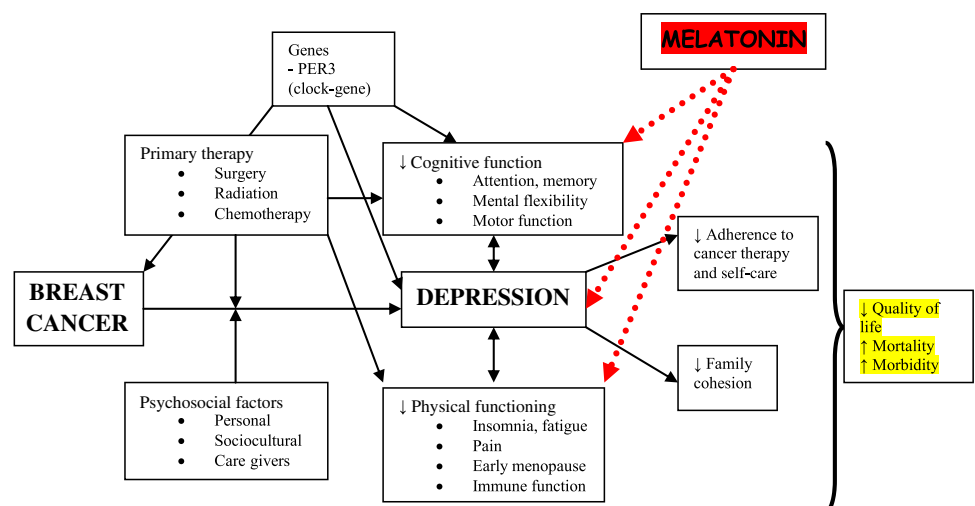 MELATONIN
Genes
- PER3
(clock-gene)
Primary therapy
• Surgery
• Radiation
• Chemotherapy
↓ Cognitive function
• Attention, memory
• Mental flexibility
• Motor function
↓ Adherence to
cancer therapy
and self-care
BREAST
CANCER
DEPRESSION
↓ Quality of
life
↑ Mortality
↑ Morbidity
↓ Family
cohesion
Psychosocial factors
• Personal
• Sociocultural
• Care givers
↓ Physical functioning
• Insomnia, fatigue
• Pain
• Early menopause
• Immune function